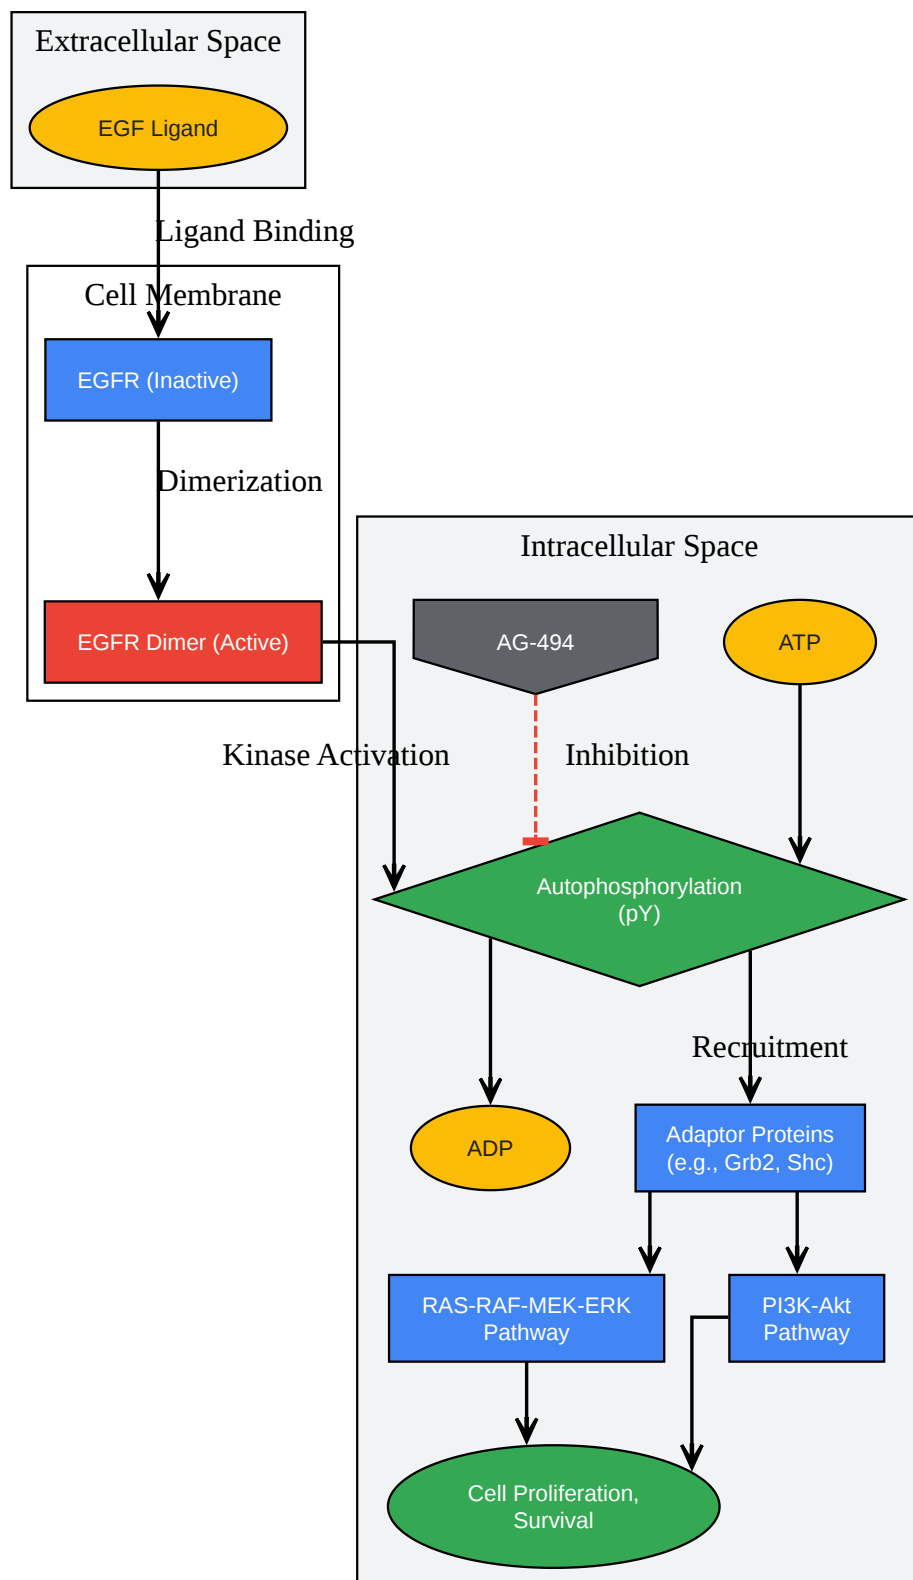 Extracellular Space
EGF Ligand
Ligand Binding
Cell Membrane
EGFR (Inactive)
Dimerization
Intracellular Space
EGFR Dimer (Active)
AG-494
ATP
Kinase Activation
Inhibition
Autophosphorylation
(pY)
Recruitment
ADP
Adaptor Proteins
(e.g., Grb2, Shc)
RAS-RAF-MEK-ERK
Pathway
PI3K-Akt
Pathway
Cell Proliferation,
Survival